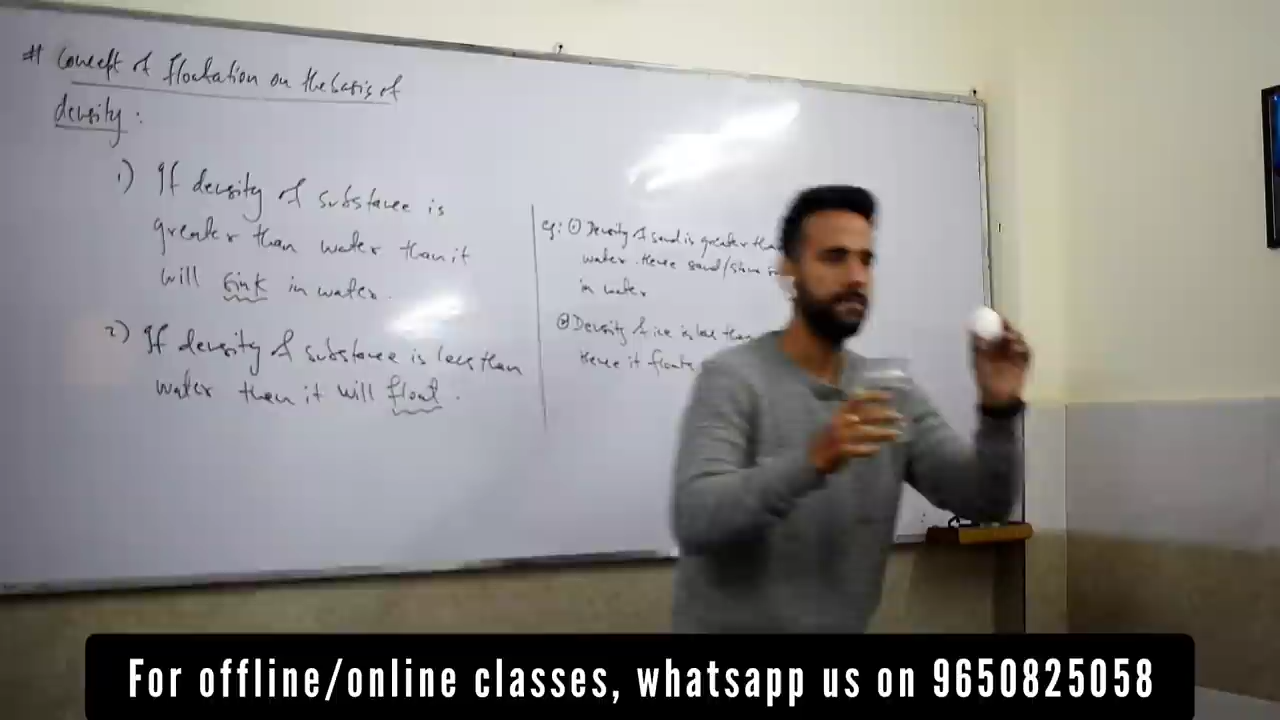 # Concept of floatation on the basis of
density :
1) If density of substance is
greater than water than it
will sink in water.
2) If density of substance is less than
water then it will float.
eg: ① Density of sand is greater than
water. Hence sand/stone
in water
② Density of ice is less than
Hence it floats
For offline/online classes, whatsapp us on 9650825058